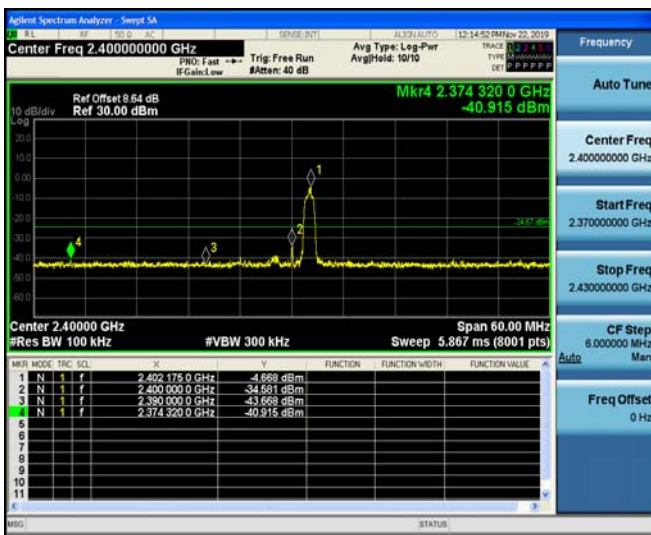 Agilent Spectrum Analyzer - Swept SA
RL RF 50 Ω AC SENSE:INT ALIGN AUTO 12:14:52 PM Nov 22, 2019
Center Freq 2.400000000 GHz
PNO: Fast Trig: Free Run
IFGain:Low #Atten: 40 dB
Avg Type: Log-Pwr
Avg|Hold: 10/10
TRACE 1 2 3 4 5 6
TYPE
DET P P P P P P
Frequency
Mkr4 2.374 320 0 GHz
-40.915 dBm
Ref Offset 8.64 dB
10 dB/div Ref 30.00 dBm
Log
20.0
10.0
0.00
-10.0
-20.0
-30.0
-40.0
-50.0
-60.0
1
2
3
4
-24.67 dBm
Center 2.40000 GHz Span 60.00 MHz
#Res BW 100 kHz #VBW 300 kHz Sweep 5.867 ms (8001 pts)
MKR MODE TRC SCL X Y FUNCTION FUNCTION WIDTH FUNCTION VALUE
1 N 1 f 2.402 175 0 GHz -4.668 dBm
2 N 1 f 2.400 000 0 GHz -34.581 dBm
3 N 1 f 2.390 000 0 GHz -43.668 dBm
4 N 1 f 2.374 320 0 GHz -40.915 dBm
5
6
7
8
9
10
11
MSG STATUS
Auto Tune
Center Freq
2.400000000 GHz
Start Freq
2.370000000 GHz
Stop Freq
2.430000000 GHz
CF Step
6.000000 MHz
Auto Man
Freq Offset
0 Hz